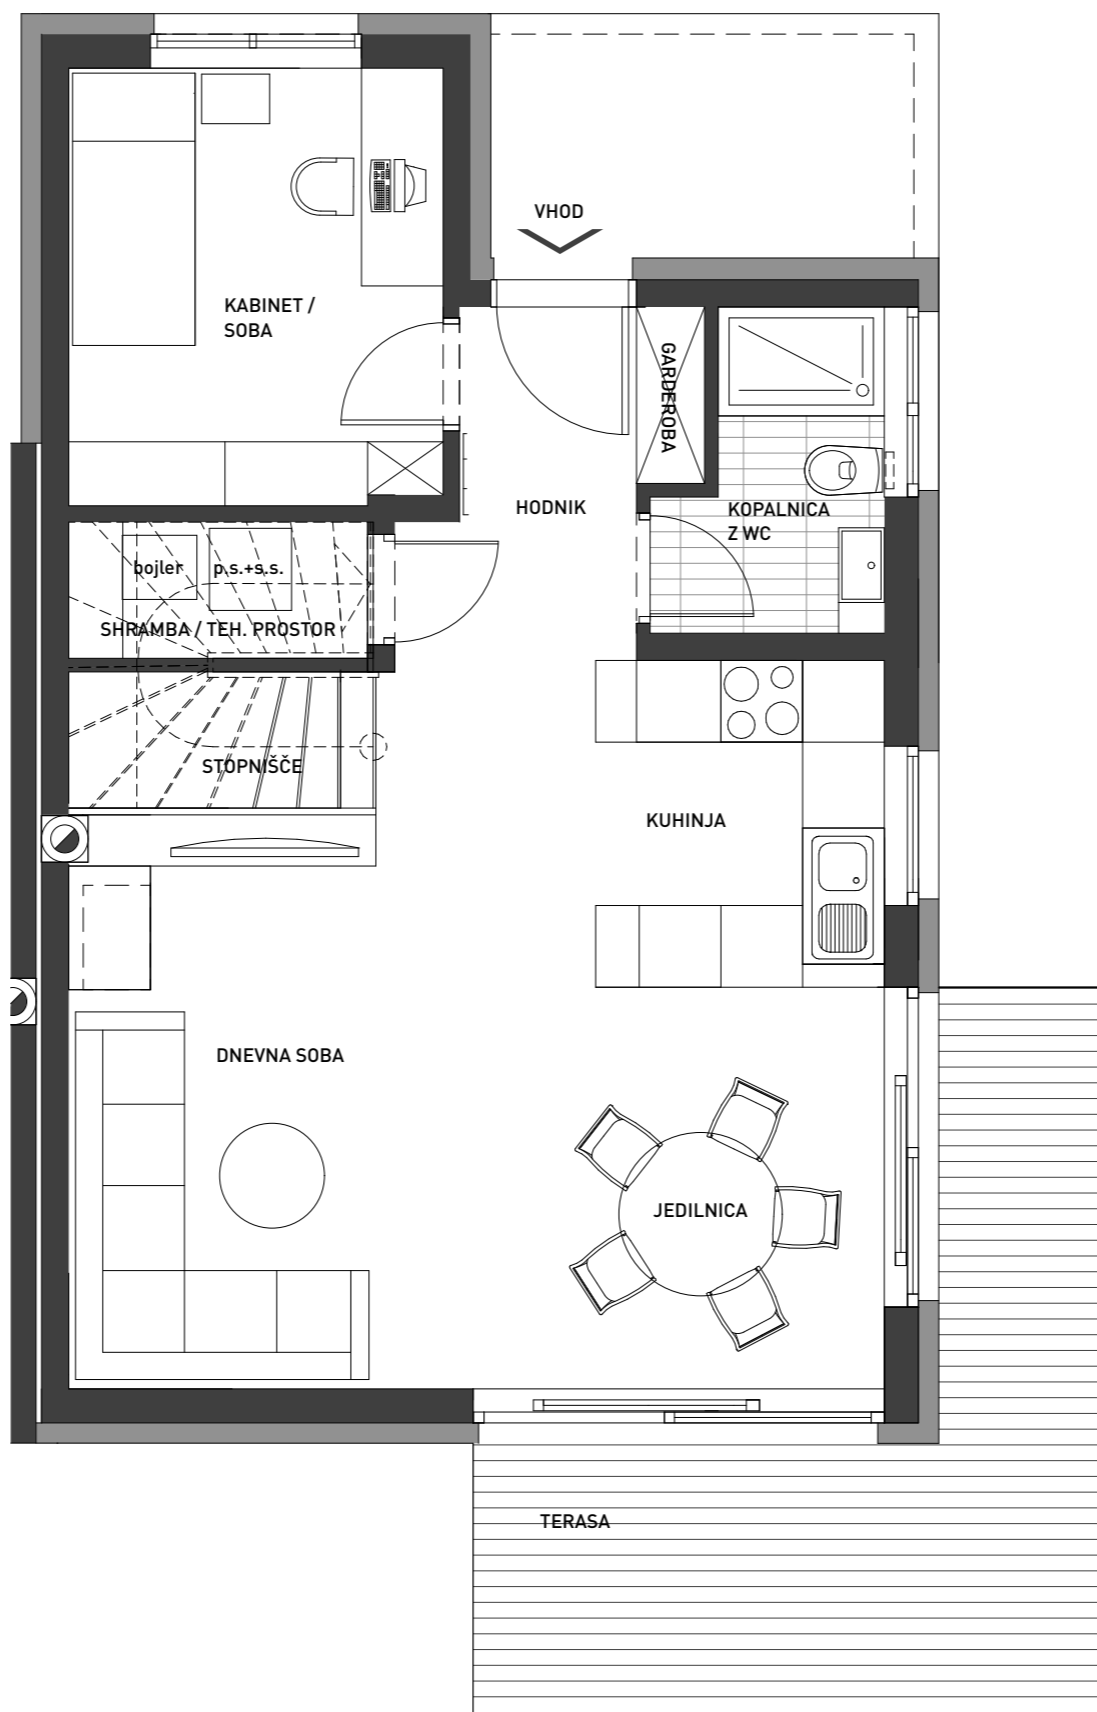 VHOD
KABINET /
SOBA
GARDEROBA
HODNIK
KOPALNICA
Z WC
bojler
p.s.+s.s.
SHRAMBA / TEH. PROSTOR
STOPNIŠČE
KUHINJA
DNEVNA SOBA
JEDILNICA
TERASA